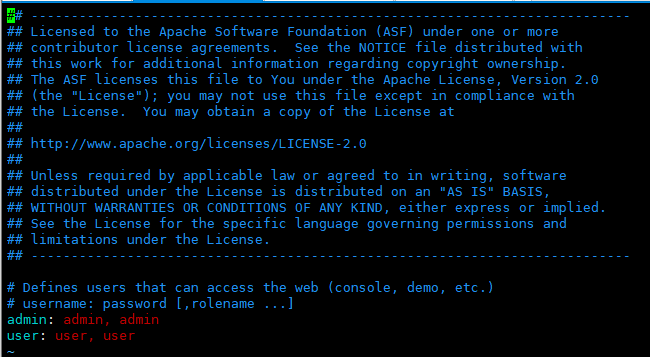 ## ---------------------------------------------------------------------------
## Licensed to the Apache Software Foundation (ASF) under one or more
## contributor license agreements.  See the NOTICE file distributed with
## this work for additional information regarding copyright ownership.
## The ASF licenses this file to You under the Apache License, Version 2.0
## (the "License"); you may not use this file except in compliance with
## the License.  You may obtain a copy of the License at
##
## http://www.apache.org/licenses/LICENSE-2.0
##
## Unless required by applicable law or agreed to in writing, software
## distributed under the License is distributed on an "AS IS" BASIS,
## WITHOUT WARRANTIES OR CONDITIONS OF ANY KIND, either express or implied.
## See the License for the specific language governing permissions and
## limitations under the License.
## ---------------------------------------------------------------------------

# Defines users that can access the web (console, demo, etc.)
# username: password [,rolename ...]
admin: admin, admin
user: user, user
~